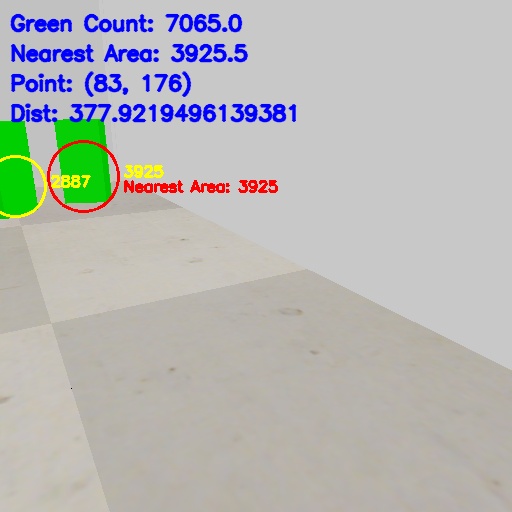 Green Count: 7065.0
Nearest Area: 3925.5
Point: (83, 176)
Dist: 377.9219496139381
2887
3925
Nearest Area: 3925